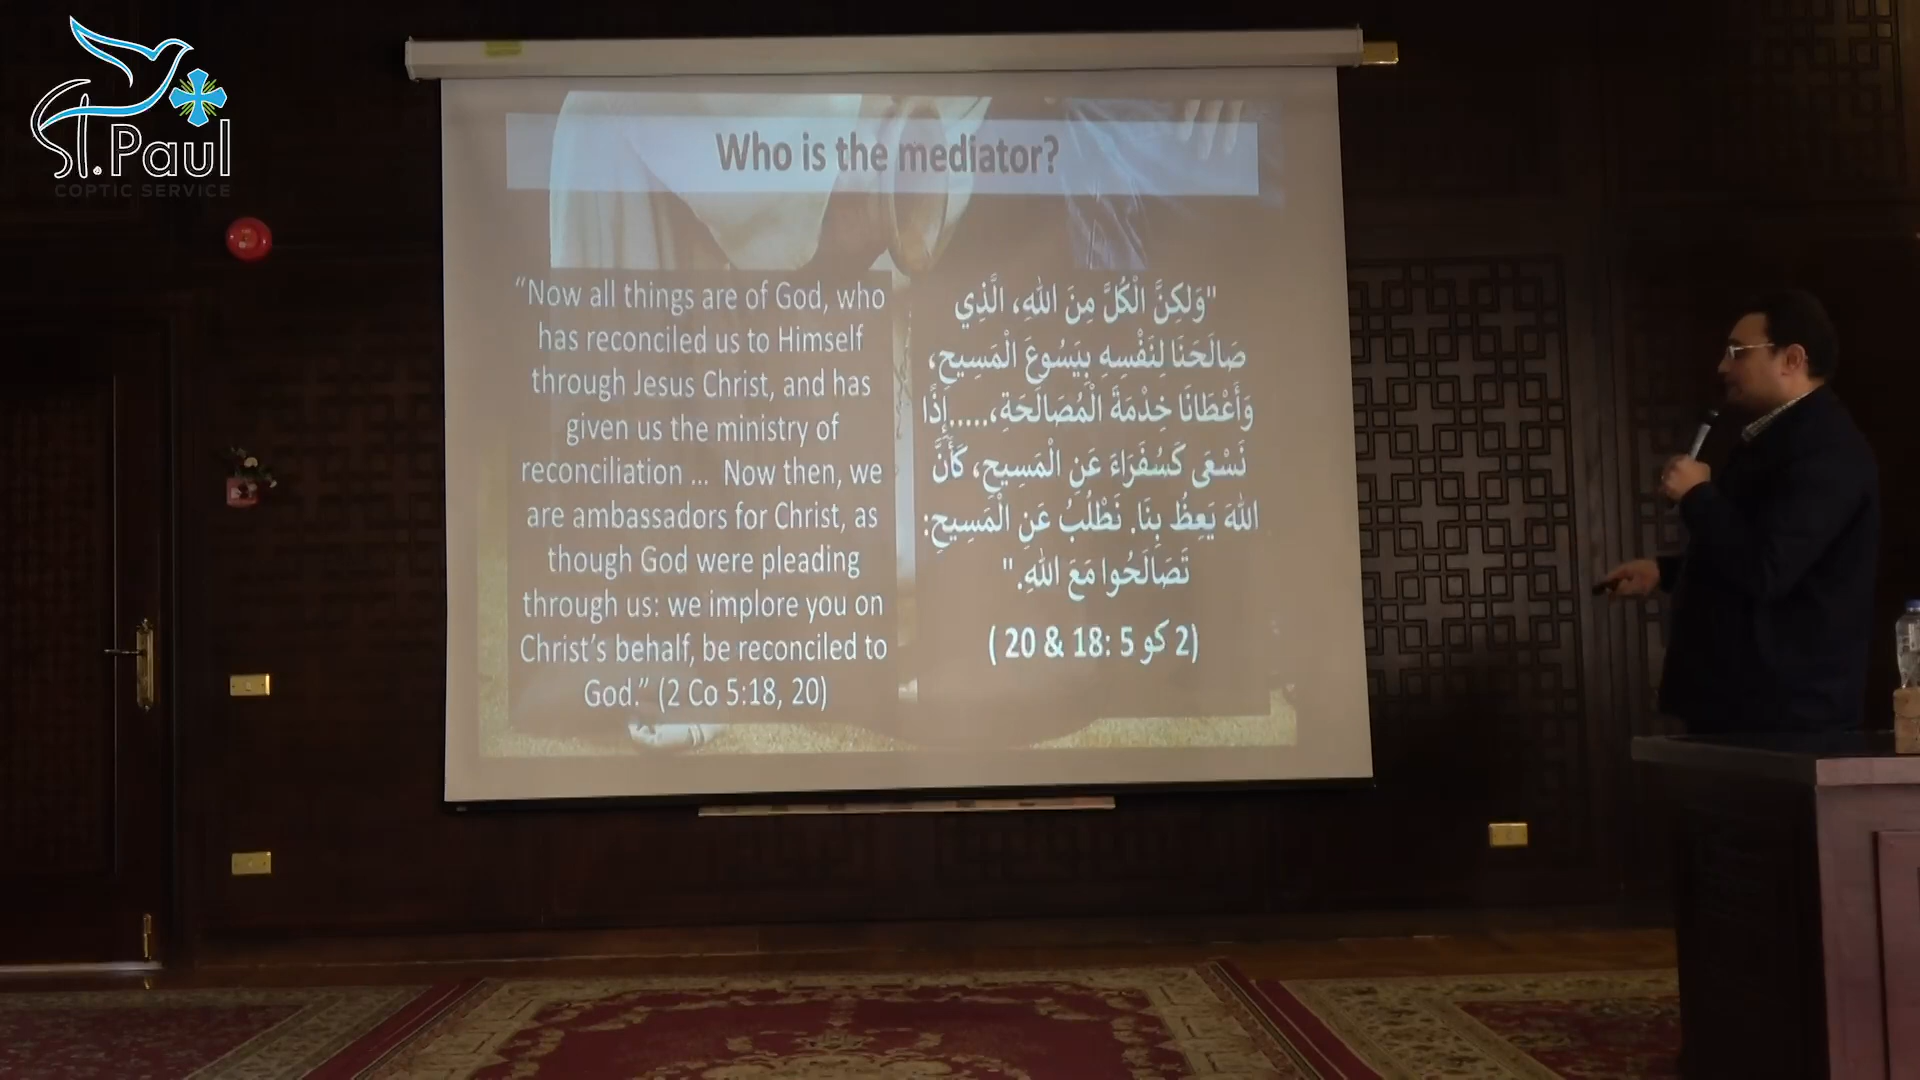 St.Paul
COPTIC SERVICE
Who is the mediator?
“Now all things are of God, who
has reconciled us to Himself
through Jesus Christ, and has
given us the ministry of
reconciliation ... Now then, we
are ambassadors for Christ, as
though God were pleading
through us: we implore you on
Christ’s behalf, be reconciled to
God.” (2 Co 5:18, 20)
"وَلكِنَّ الْكُلَّ مِنَ اللهِ، الَّذِي
صَالَحَنَا لِنَفْسِهِ بِيَسُوعَ الْمَسِيحِ،
وَأَعْطَانَا خِدْمَةَ الْمُصَالَحَةِ،.....إِذًا
نَسْعَى كَسُفَرَاءَ عَنِ الْمَسِيحِ، كَأَنَّ
اللهَ يَعِظُ بِنَا. نَطْلُبُ عَنِ الْمَسِيحِ:
تَصَالَحُوا مَعَ اللهِ."
(2 كو 5 :18 & 20 )